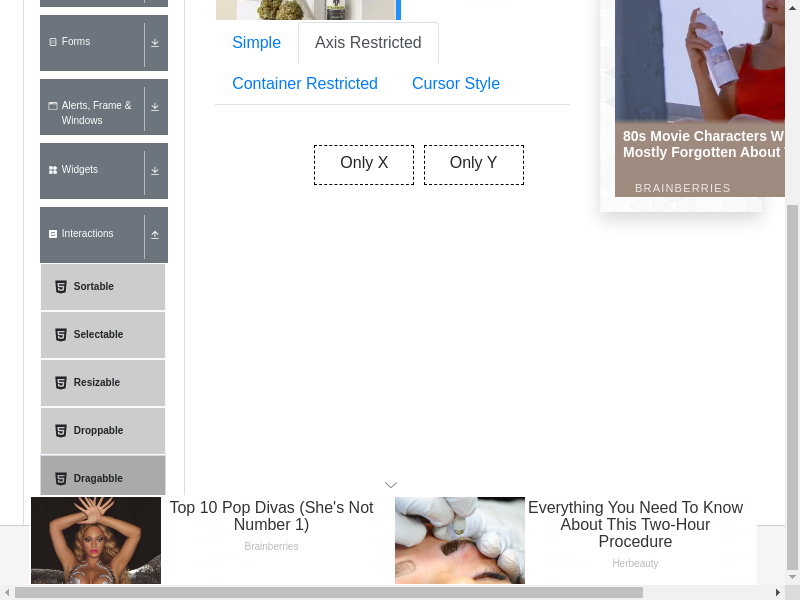 Simple
Axis Restricted
Container Restricted
Cursor Style
Only X
Only Y
Forms
Alerts, Frame &
Windows
Widgets
Interactions
Sortable
Selectable
Resizable
Droppable
Dragabble
80s Movie Characters W
Mostly Forgotten About
BRAINBERRIES
Top 10 Pop Divas (She's Not
Number 1)
Brainberries
Everything You Need To Know
About This Two-Hour
Procedure
Herbeauty